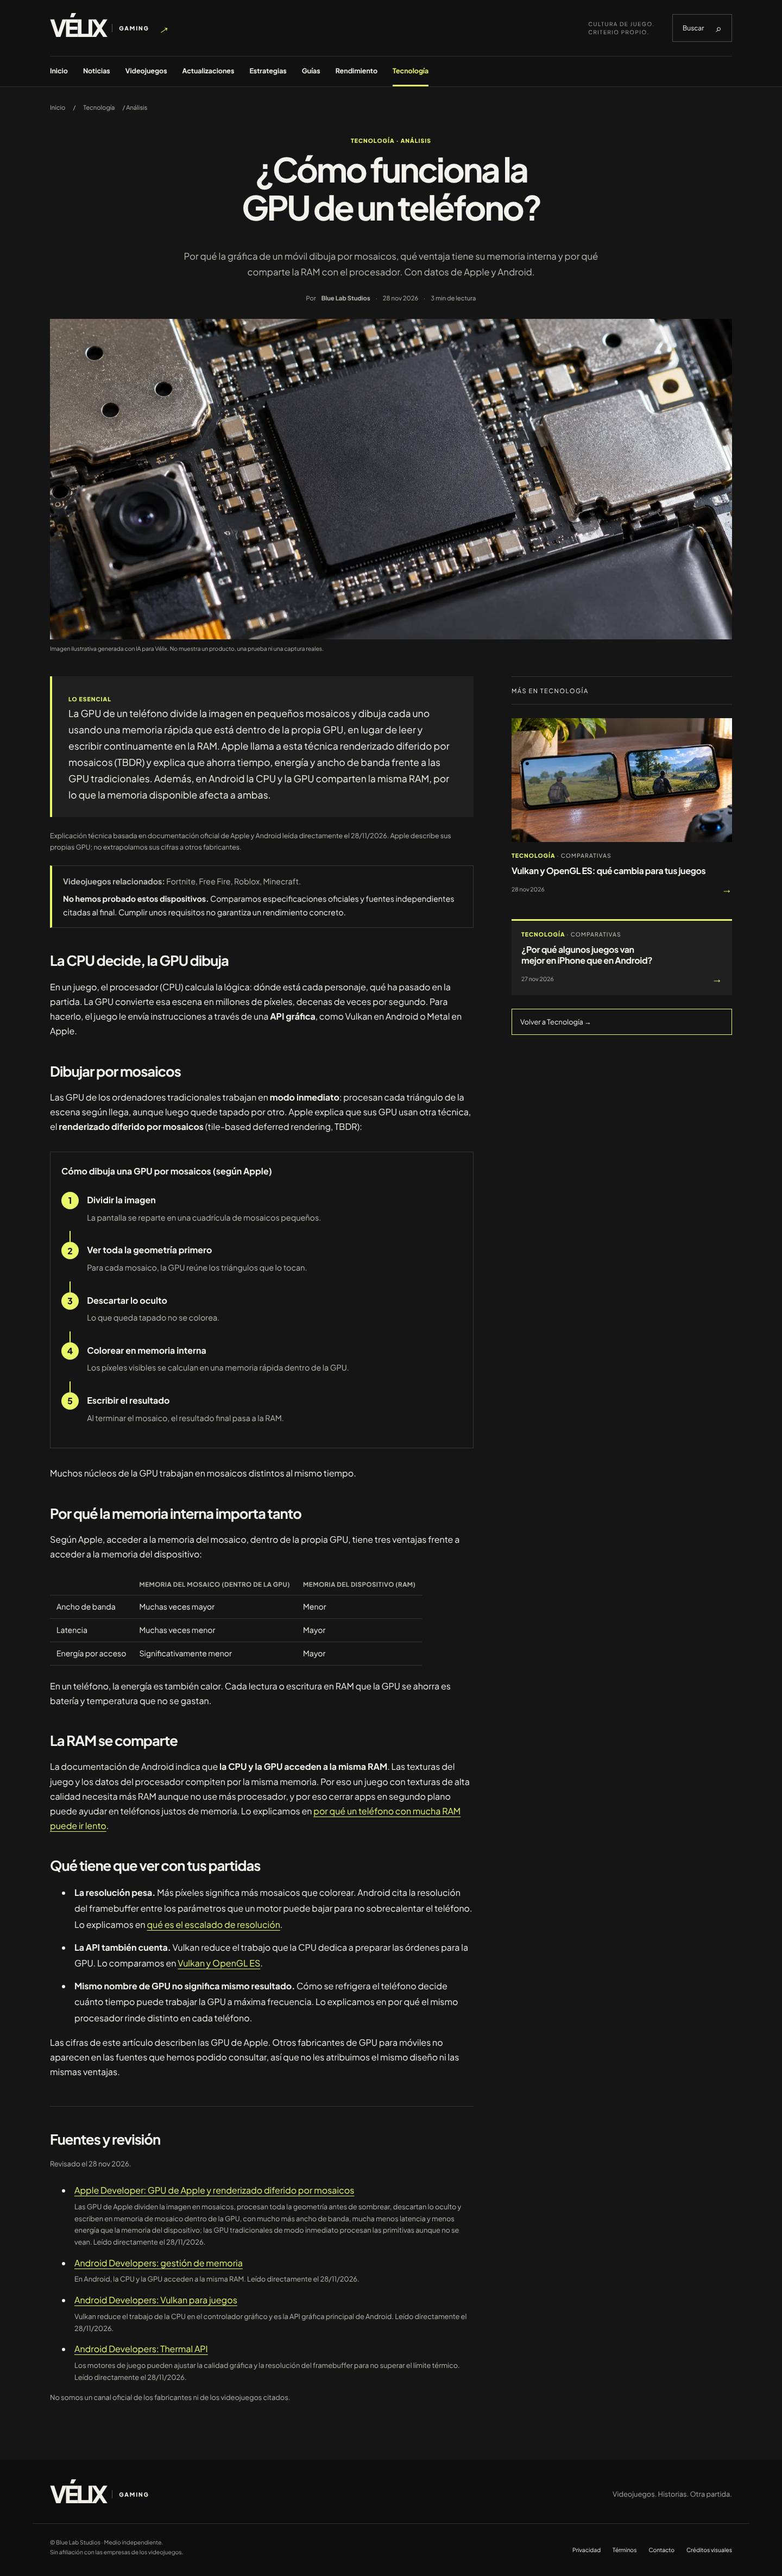 VÉLIX GAMING
CULTURA DE JUEGO.
CRITERIO PROPIO.
Buscar
Inicio Noticias Videojuegos Actualizaciones Estrategias Guías Rendimiento Tecnología
Inicio / Tecnología / Análisis
TECNOLOGÍA · ANÁLISIS
¿Cómo funciona la
GPU de un teléfono?
Por qué la gráfica de un móvil dibuja por mosaicos, qué ventaja tiene su memoria interna y por qué
comparte la RAM con el procesador. Con datos de Apple y Android.
Por Blue Lab Studios · 28 nov 2026 · 3 min de lectura
Imagen ilustrativa generada con IA para Vélix. No muestra un producto, una prueba ni una captura reales.
LO ESENCIAL
La GPU de un teléfono divide la imagen en pequeños mosaicos y dibuja cada uno
usando una memoria rápida que está dentro de la propia GPU, en lugar de leer y
escribir continuamente en la RAM. Apple llama a esta técnica renderizado diferido por
mosaicos (TBDR) y explica que ahorra tiempo, energía y ancho de banda frente a las
GPU tradicionales. Además, en Android la CPU y la GPU comparten la misma RAM, por
lo que la memoria disponible afecta a ambas.
Explicación técnica basada en documentación oficial de Apple y Android leída directamente el 28/11/2026. Apple describe sus
propias GPU; no extrapolamos sus cifras a otros fabricantes.
Videojuegos relacionados: Fortnite, Free Fire, Roblox, Minecraft.
No hemos probado estos dispositivos. Comparamos especificaciones oficiales y fuentes independientes
citadas al final. Cumplir unos requisitos no garantiza un rendimiento concreto.
La CPU decide, la GPU dibuja
En un juego, el procesador (CPU) calcula la lógica: dónde está cada personaje, qué ha pasado en la
partida. La GPU convierte esa escena en millones de píxeles, decenas de veces por segundo. Para
hacerlo, el juego le envía instrucciones a través de una API gráfica, como Vulkan en Android o Metal en
Apple.
Dibujar por mosaicos
Las GPU de los ordenadores tradicionales trabajan en modo inmediato: procesan cada triángulo de la
escena según llega, aunque luego quede tapado por otro. Apple explica que sus GPU usan otra técnica,
el renderizado diferido por mosaicos (tile-based deferred rendering, TBDR):
Cómo dibuja una GPU por mosaicos (según Apple)
1 Dividir la imagen
La pantalla se reparte en una cuadrícula de mosaicos pequeños.
2 Ver toda la geometría primero
Para cada mosaico, la GPU reúne los triángulos que lo tocan.
3 Descartar lo oculto
Lo que queda tapado no se colorea.
4 Colorear en memoria interna
Los píxeles visibles se calculan en una memoria rápida dentro de la GPU.
5 Escribir el resultado
Al terminar el mosaico, el resultado final pasa a la RAM.
Muchos núcleos de la GPU trabajan en mosaicos distintos al mismo tiempo.
Por qué la memoria interna importa tanto
Según Apple, acceder a la memoria del mosaico, dentro de la propia GPU, tiene tres ventajas frente a
acceder a la memoria del dispositivo:
MEMORIA DEL MOSAICO (DENTRO DE LA GPU) MEMORIA DEL DISPOSITIVO (RAM)
Ancho de banda Muchas veces mayor Menor
Latencia Muchas veces menor Mayor
Energía por acceso Significativamente menor Mayor
En un teléfono, la energía es también calor. Cada lectura o escritura en RAM que la GPU se ahorra es
batería y temperatura que no se gastan.
La RAM se comparte
La documentación de Android indica que la CPU y la GPU acceden a la misma RAM. Las texturas del
juego y los datos del procesador compiten por la misma memoria. Por eso un juego con texturas de alta
calidad necesita más RAM aunque no use más procesador, y por eso cerrar apps en segundo plano
puede ayudar en teléfonos justos de memoria. Lo explicamos en por qué un teléfono con mucha RAM
puede ir lento.
Qué tiene que ver con tus partidas
La resolución pesa. Más píxeles significa más mosaicos que colorear. Android cita la resolución
del framebuffer entre los parámetros que un motor puede bajar para no sobrecalentar el teléfono.
Lo explicamos en qué es el escalado de resolución.
La API también cuenta. Vulkan reduce el trabajo que la CPU dedica a preparar las órdenes para la
GPU. Lo comparamos en Vulkan y OpenGL ES.
Mismo nombre de GPU no significa mismo resultado. Cómo se refrigera el teléfono decide
cuánto tiempo puede trabajar la GPU a máxima frecuencia. Lo explicamos en por qué el mismo
procesador rinde distinto en cada teléfono.
Las cifras de este artículo describen las GPU de Apple. Otros fabricantes de GPU para móviles no
aparecen en las fuentes que hemos podido consultar, así que no les atribuimos el mismo diseño ni las
mismas ventajas.
Fuentes y revisión
Revisado el 28 nov 2026.
Apple Developer: GPU de Apple y renderizado diferido por mosaicos
Las GPU de Apple dividen la imagen en mosaicos, procesan toda la geometría antes de sombrear, descartan lo oculto y
escriben en memoria de mosaico dentro de la GPU, con mucho más ancho de banda, mucha menos latencia y menos
energía que la memoria del dispositivo; las GPU tradicionales de modo inmediato procesan las primitivas aunque no se
vean. Leído directamente el 28/11/2026.
Android Developers: gestión de memoria
En Android, la CPU y la GPU acceden a la misma RAM. Leído directamente el 28/11/2026.
Android Developers: Vulkan para juegos
Vulkan reduce el trabajo de la CPU en el controlador gráfico y es la API gráfica principal de Android. Leído directamente el
28/11/2026.
Android Developers: Thermal API
Los motores de juego pueden ajustar la calidad gráfica y la resolución del framebuffer para no superar el límite térmico.
Leído directamente el 28/11/2026.
No somos un canal oficial de los fabricantes ni de los videojuegos citados.
MÁS EN TECNOLOGÍA
TECNOLOGÍA · COMPARATIVAS
Vulkan y OpenGL ES: qué cambia para tus juegos
28 nov 2026 →
TECNOLOGÍA · COMPARATIVAS
¿Por qué algunos juegos van
mejor en iPhone que en Android?
27 nov 2026 →
Volver a Tecnología →
VÉLIX GAMING
Videojuegos. Historias. Otra partida.
© Blue Lab Studios · Medio independiente.
Sin afiliación con las empresas de los videojuegos.
Privacidad Términos Contacto Créditos visuales